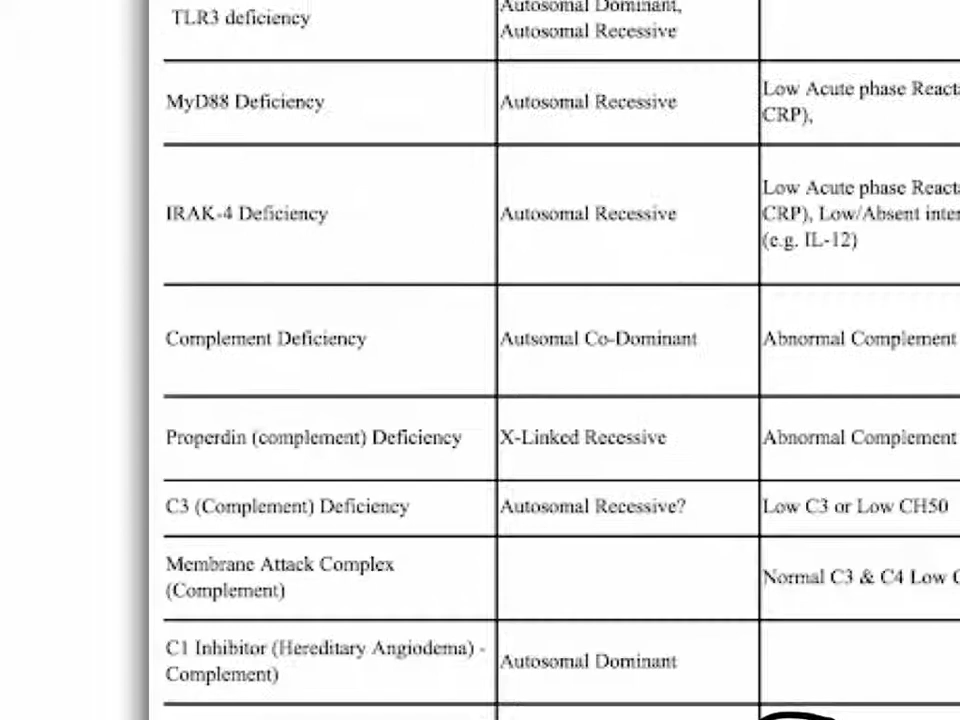 Autosomal Dominant,
TLR3 deficiency
Autosomal Recessive
MyD88 Deficiency
Autosomal Recessive
Low Acute phase
CRP),
IRAK-4 Deficiency
Autosomal Recessive
Low Acute phase
CRP), Low/Absent
(e.g. IL-12)
Complement Deficiency
Autsomal Co-Dominant
Abnormal Complement
Properdin (complement) Deficiency
X-Linked Recessive
Abnormal Complement
C3 (Complement) Deficiency
Autosomal Recessive?
Low C3 or Low CH50
Membrane Attack Complex
(Complement)
Normal C3 & C4 Low
C1 Inhibitor (Hereditary Angiodema) -
Complement)
Autosomal Dominant